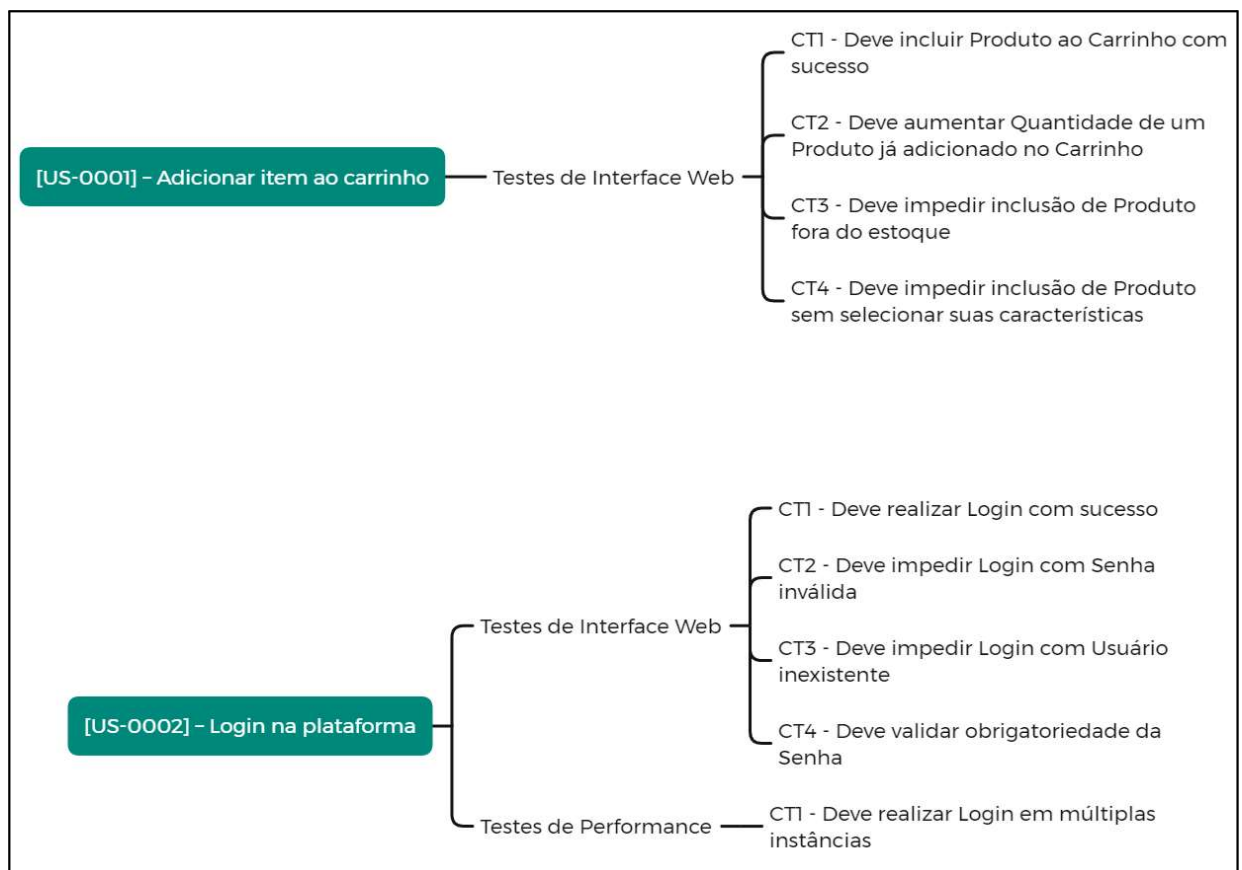 CT1 - Deve incluir Produto ao Carrinho com
sucesso
CT2 - Deve aumentar Quantidade de um
Produto já adicionado no Carrinho
[US-0001] – Adicionar item ao carrinho
Testes de Interface Web
CT3 - Deve impedir inclusão de Produto
fora do estoque
CT4 - Deve impedir inclusão de Produto
sem selecionar suas características
CT1 - Deve realizar Login com sucesso
CT2 - Deve impedir Login com Senha
inválida
Testes de Interface Web
CT3 - Deve impedir Login com Usuário
inexistente
[US-0002] – Login na plataforma
CT4 - Deve validar obrigatoriedade da
Senha
Testes de Performance
CT1 - Deve realizar Login em múltiplas
instâncias